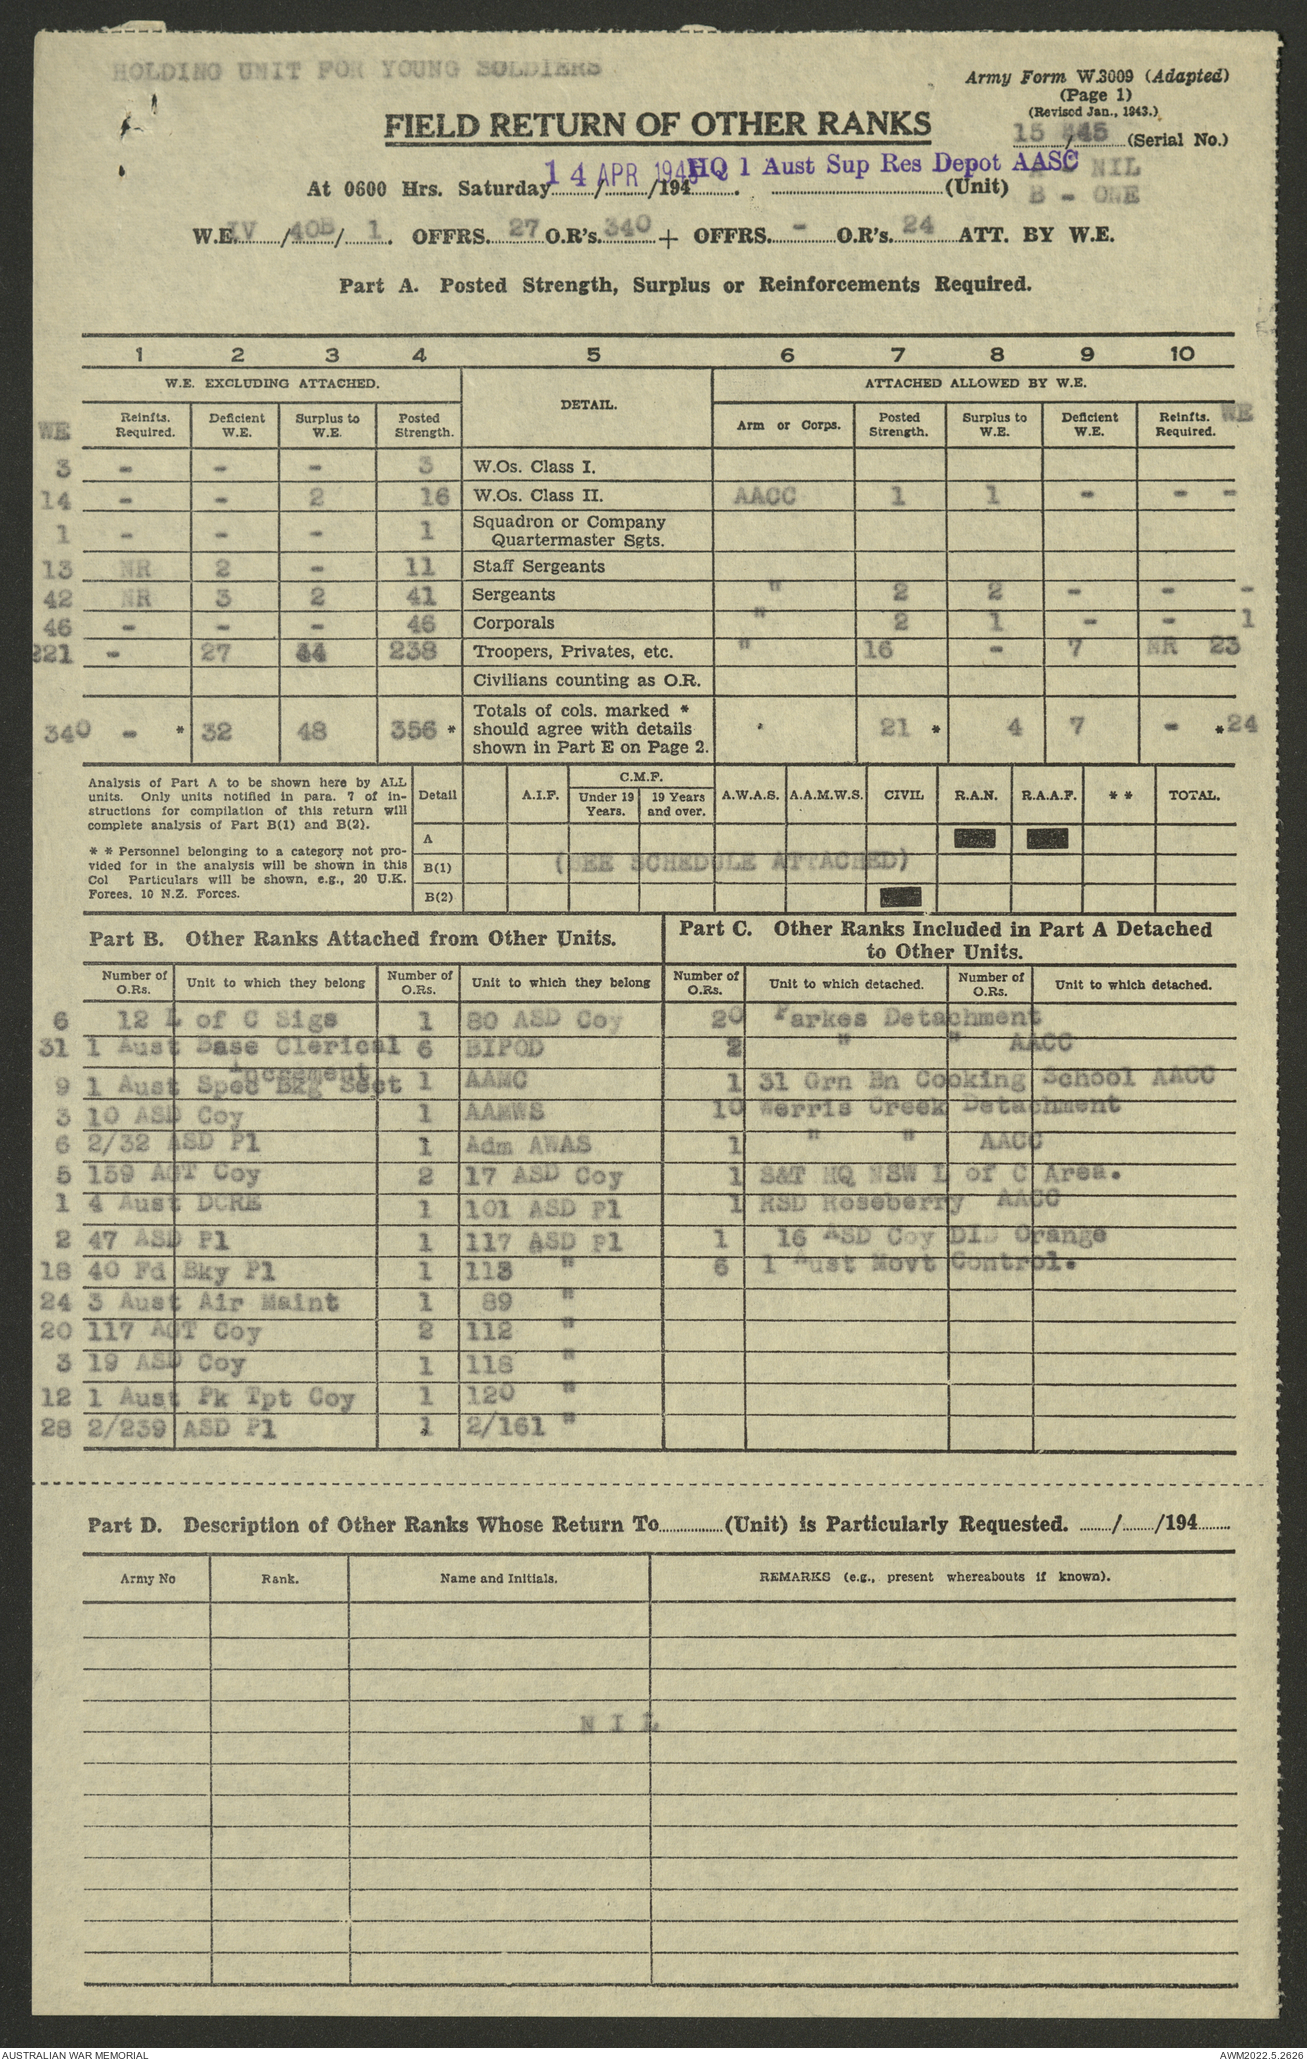 HOLDING UNIT FOR YOUNG SOLDIERS
Army Form W.3009 (Adapted)
(Page 1)
(Revised Jan., 1943.)
FIELD RETURN OF OTHER RANKS
15 /445 (Serial No.)
At 0600 Hrs. Saturday 14 APR 1945 /194 . HQ 1 Aust Sup Res Depot AASC (Unit) A - NIL
B - ONE
W.E. IV /40B/ 1. OFFRS. 27 O.R's. 340 + OFFRS. - O.R's. 24 ATT. BY W.E.
Part A. Posted Strength, Surplus or Reinforcements Required.
1 2 3 4 5 6 7 8 9 10
W.E. EXCLUDING ATTACHED. DETAIL. ATTACHED ALLOWED BY W.E.
WE Reinfts. Required. Deficient W.E. Surplus to W.E. Posted Strength. Arm or Corps. Posted Strength. Surplus to W.E. Deficient W.E. Reinfts. Required. WE
3 - - - 3 W.Os. Class I.
14 - - 2 16 W.Os. Class II. AACC 1 1 - - -
1 - - - 1 Squadron or Company Quartermaster Sgts.
13 NR 2 - 11 Staff Sergeants
42 NR 3 2 41 Sergeants " 2 2 - - -
46 - - - 46 Corporals " 2 1 - - 1
221 - 27 44 238 Troopers, Privates, etc. " 16 - 7 NR 23
Civilians counting as O.R.
340 - * 32 48 356 * Totals of cols. marked * should agree with details shown in Part E on Page 2. 21 * 4 7 - *24
Analysis of Part A to be shown here by ALL
units. Only units notified in para. 7 of in-
structions for compilation of this return will
complete analysis of Part B(1) and B(2).
* * Personnel belonging to a category not pro-
vided for in the analysis will be shown in this
Col Particulars will be shown, e.g., 20 U.K.
Forces, 10 N.Z. Forces.
Detail A.I.F. C.M.F. Under 19 Years. 19 Years and over. A.W.A.S. A.A.M.W.S. CIVIL R.A.N. R.A.A.F. * * TOTAL.
A
B(1) (SEE SCHEDULE ATTACHED)
B(2)
Part B. Other Ranks Attached from Other Units.
Part C. Other Ranks Included in Part A Detached
to Other Units.
Number of O.Rs. Unit to which they belong Number of O.Rs. Unit to which they belong Number of O.Rs. Unit to which detached. Number of O.Rs. Unit to which detached.
6 12 L of C Sigs 1 80 ASD Coy 20 Parkes Detachment
31 1 Aust Base Clerical Increment 6 BIPOD 2 " " AACC
9 1 Aust Spec Bkg Sect 1 AAMC 1 31 Grn Bn Cooking School AACC
3 10 ASD Coy 1 AAMWS 10 Werris Creek Detachment
6 2/32 ASD Pl 1 Adm AWAS 1 " " AACC
5 159 AGT Coy 2 17 ASD Coy 1 S&T HQ NSW L of C Area.
1 4 Aust DCRE 1 101 ASD Pl 1 RSD Roseberry AACC
2 47 ASD Pl 1 117 ASD Pl 1 16 ASD Coy DID Orange
18 40 Fd Bky Pl 1 113 " 6 1 Aust Movt Control.
24 3 Aust Air Maint 1 89 "
20 117 AGT Coy 2 112 "
3 19 ASD Coy 1 118 "
12 1 Aust Pk Tpt Coy 1 120 "
28 2/239 ASD Pl 1 2/161 "
Part D. Description of Other Ranks Whose Return To (Unit) is Particularly Requested. / /194
Army No Rank. Name and Initials. REMARKS (e.g., present whereabouts if known).
N I L
AUSTRALIAN WAR MEMORIAL
AWM2022.5.2626